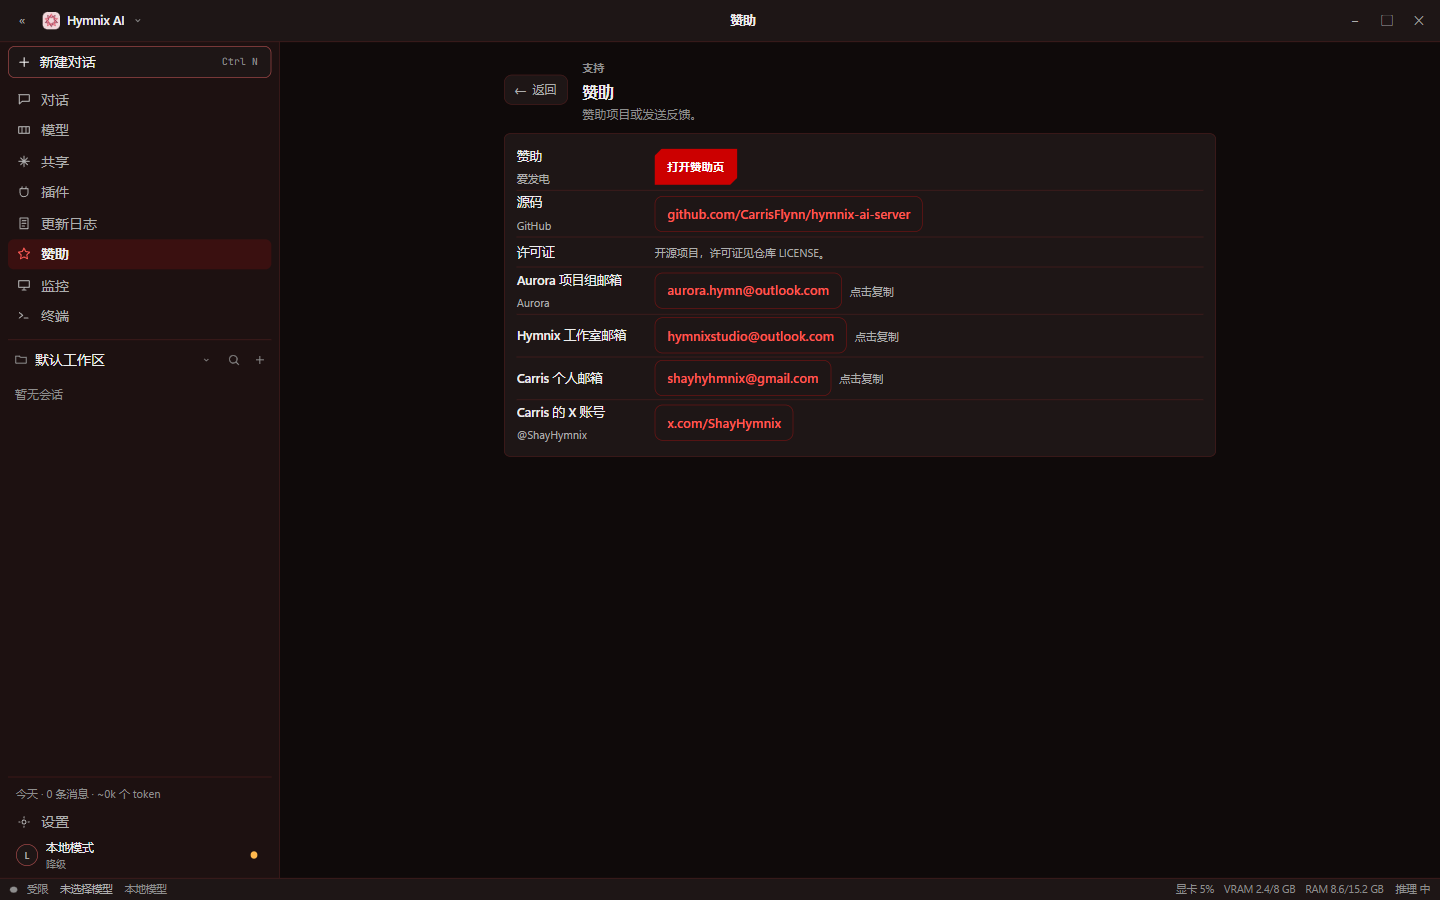 «
Hymnix AI
赞助
新建对话
Ctrl N
对话
模型
共享
插件
更新日志
赞助
监控
终端
默认工作区
暂无会话
今天 · 0 条消息 · ~0k 个 token
设置
L
本地模式
降级
← 返回
支持
赞助
赞助项目或发送反馈。
赞助
爱发电
打开赞助页
源码
GitHub
github.com/CarrisFlynn/hymnix-ai-server
许可证
开源项目，许可证见仓库 LICENSE。
Aurora 项目组邮箱
Aurora
aurora.hymn@outlook.com
点击复制
Hymnix 工作室邮箱
hymnixstudio@outlook.com
点击复制
Carris 个人邮箱
shayhyhmnix@gmail.com
点击复制
Carris 的 X 账号
@ShayHymnix
x.com/ShayHymnix
受限 未选择模型 本地模型
显卡 5% VRAM 2.4/8 GB RAM 8.6/15.2 GB 推理 中